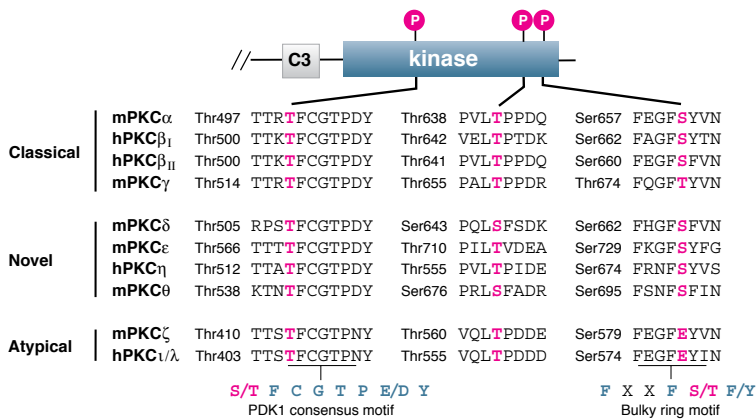 P P P
// C3 kinase
Classical
mPKCα Thr497 TTRTFCGTPDY Thr638 PVLTPPDQ Ser657 FEGFSYVN
hPKCβI Thr500 TTKTFCGTPDY Thr642 VELTPTDK Ser662 FAGFSYTN
hPKCβII Thr500 TTKTFCGTPDY Thr641 PVLTPPDQ Ser660 FEGFSFVN
mPKCγ Thr514 TTRTFCGTPDY Thr655 PALTPPDR Thr674 FQGFTYVN
Novel
mPKCδ Thr505 RPSTFCGTPDY Ser643 PQLSFSDK Ser662 FHGFSFVN
mPKCε Thr566 TTTTFCGTPDY Thr710 PILTVDEA Ser729 FKGFSYFG
hPKCη Thr512 TTATFCGTPDY Thr555 PVLTPIDE Ser674 FRNFSYVS
mPKCθ Thr538 KTNTFCGTPDY Ser676 PRLSFADR Ser695 FSNFSFIN
Atypical
mPKCζ Thr410 TTSTFCGTPNY Thr560 VQLTPDDE Ser579 FEGFEYVN
hPKCι/λ Thr403 TTSTFCGTPNY Thr555 VQLTPDDD Ser574 FEGFEYIN
S/T F C G T P E/D Y F X X F S/T F/Y
PDK1 consensus motif Bulky ring motif